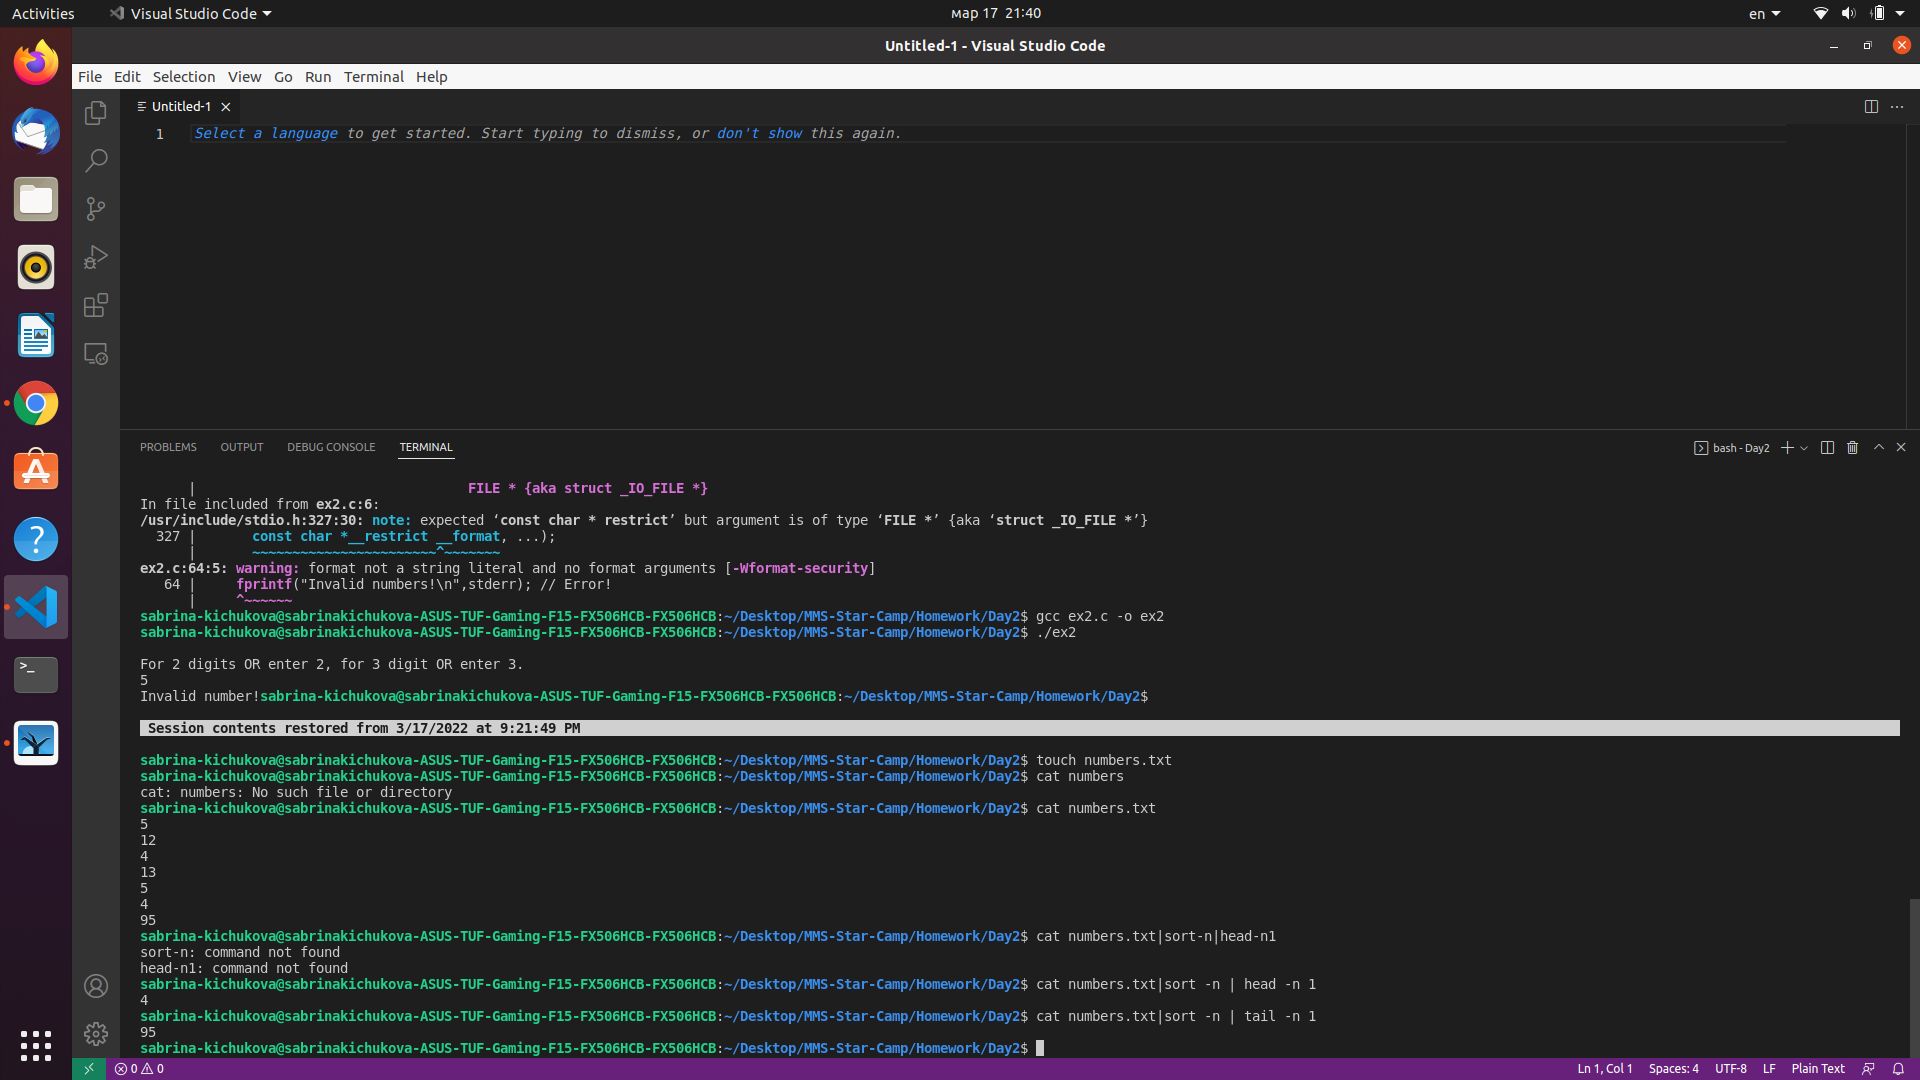 Activities Visual Studio Code мар 17 21:40 en
Untitled-1 - Visual Studio Code
File Edit Selection View Go Run Terminal Help
Untitled-1
1 Select a language to get started. Start typing to dismiss, or don't show this again.
PROBLEMS OUTPUT DEBUG CONSOLE TERMINAL bash - Day2
| FILE * {aka struct _IO_FILE *}
In file included from ex2.c:6:
/usr/include/stdio.h:327:30: note: expected ‘const char * restrict’ but argument is of type ‘FILE *’ {aka ‘struct _IO_FILE *’}
327 | const char *__restrict __format, ...);
| ~~~~~~~~~~~~~~~~~~~~~~~^~~~~~~~
ex2.c:64:5: warning: format not a string literal and no format arguments [-Wformat-security]
64 | fprintf("Invalid numbers!\n",stderr); // Error!
| ^~~~~~~
sabrina-kichukova@sabrinakichukova-ASUS-TUF-Gaming-F15-FX506HCB-FX506HCB:~/Desktop/MMS-Star-Camp/Homework/Day2$ gcc ex2.c -o ex2
sabrina-kichukova@sabrinakichukova-ASUS-TUF-Gaming-F15-FX506HCB-FX506HCB:~/Desktop/MMS-Star-Camp/Homework/Day2$ ./ex2
For 2 digits OR enter 2, for 3 digit OR enter 3.
5
Invalid number!sabrina-kichukova@sabrinakichukova-ASUS-TUF-Gaming-F15-FX506HCB-FX506HCB:~/Desktop/MMS-Star-Camp/Homework/Day2$
Session contents restored from 3/17/2022 at 9:21:49 PM
sabrina-kichukova@sabrinakichukova-ASUS-TUF-Gaming-F15-FX506HCB-FX506HCB:~/Desktop/MMS-Star-Camp/Homework/Day2$ touch numbers.txt
sabrina-kichukova@sabrinakichukova-ASUS-TUF-Gaming-F15-FX506HCB-FX506HCB:~/Desktop/MMS-Star-Camp/Homework/Day2$ cat numbers
cat: numbers: No such file or directory
sabrina-kichukova@sabrinakichukova-ASUS-TUF-Gaming-F15-FX506HCB-FX506HCB:~/Desktop/MMS-Star-Camp/Homework/Day2$ cat numbers.txt
5
12
4
13
5
4
95
sabrina-kichukova@sabrinakichukova-ASUS-TUF-Gaming-F15-FX506HCB-FX506HCB:~/Desktop/MMS-Star-Camp/Homework/Day2$ cat numbers.txt|sort-n|head-n1
sort-n: command not found
head-n1: command not found
sabrina-kichukova@sabrinakichukova-ASUS-TUF-Gaming-F15-FX506HCB-FX506HCB:~/Desktop/MMS-Star-Camp/Homework/Day2$ cat numbers.txt|sort -n | head -n 1
4
sabrina-kichukova@sabrinakichukova-ASUS-TUF-Gaming-F15-FX506HCB-FX506HCB:~/Desktop/MMS-Star-Camp/Homework/Day2$ cat numbers.txt|sort -n | tail -n 1
95
sabrina-kichukova@sabrinakichukova-ASUS-TUF-Gaming-F15-FX506HCB-FX506HCB:~/Desktop/MMS-Star-Camp/Homework/Day2$
0 0 Ln 1, Col 1 Spaces: 4 UTF-8 LF Plain Text